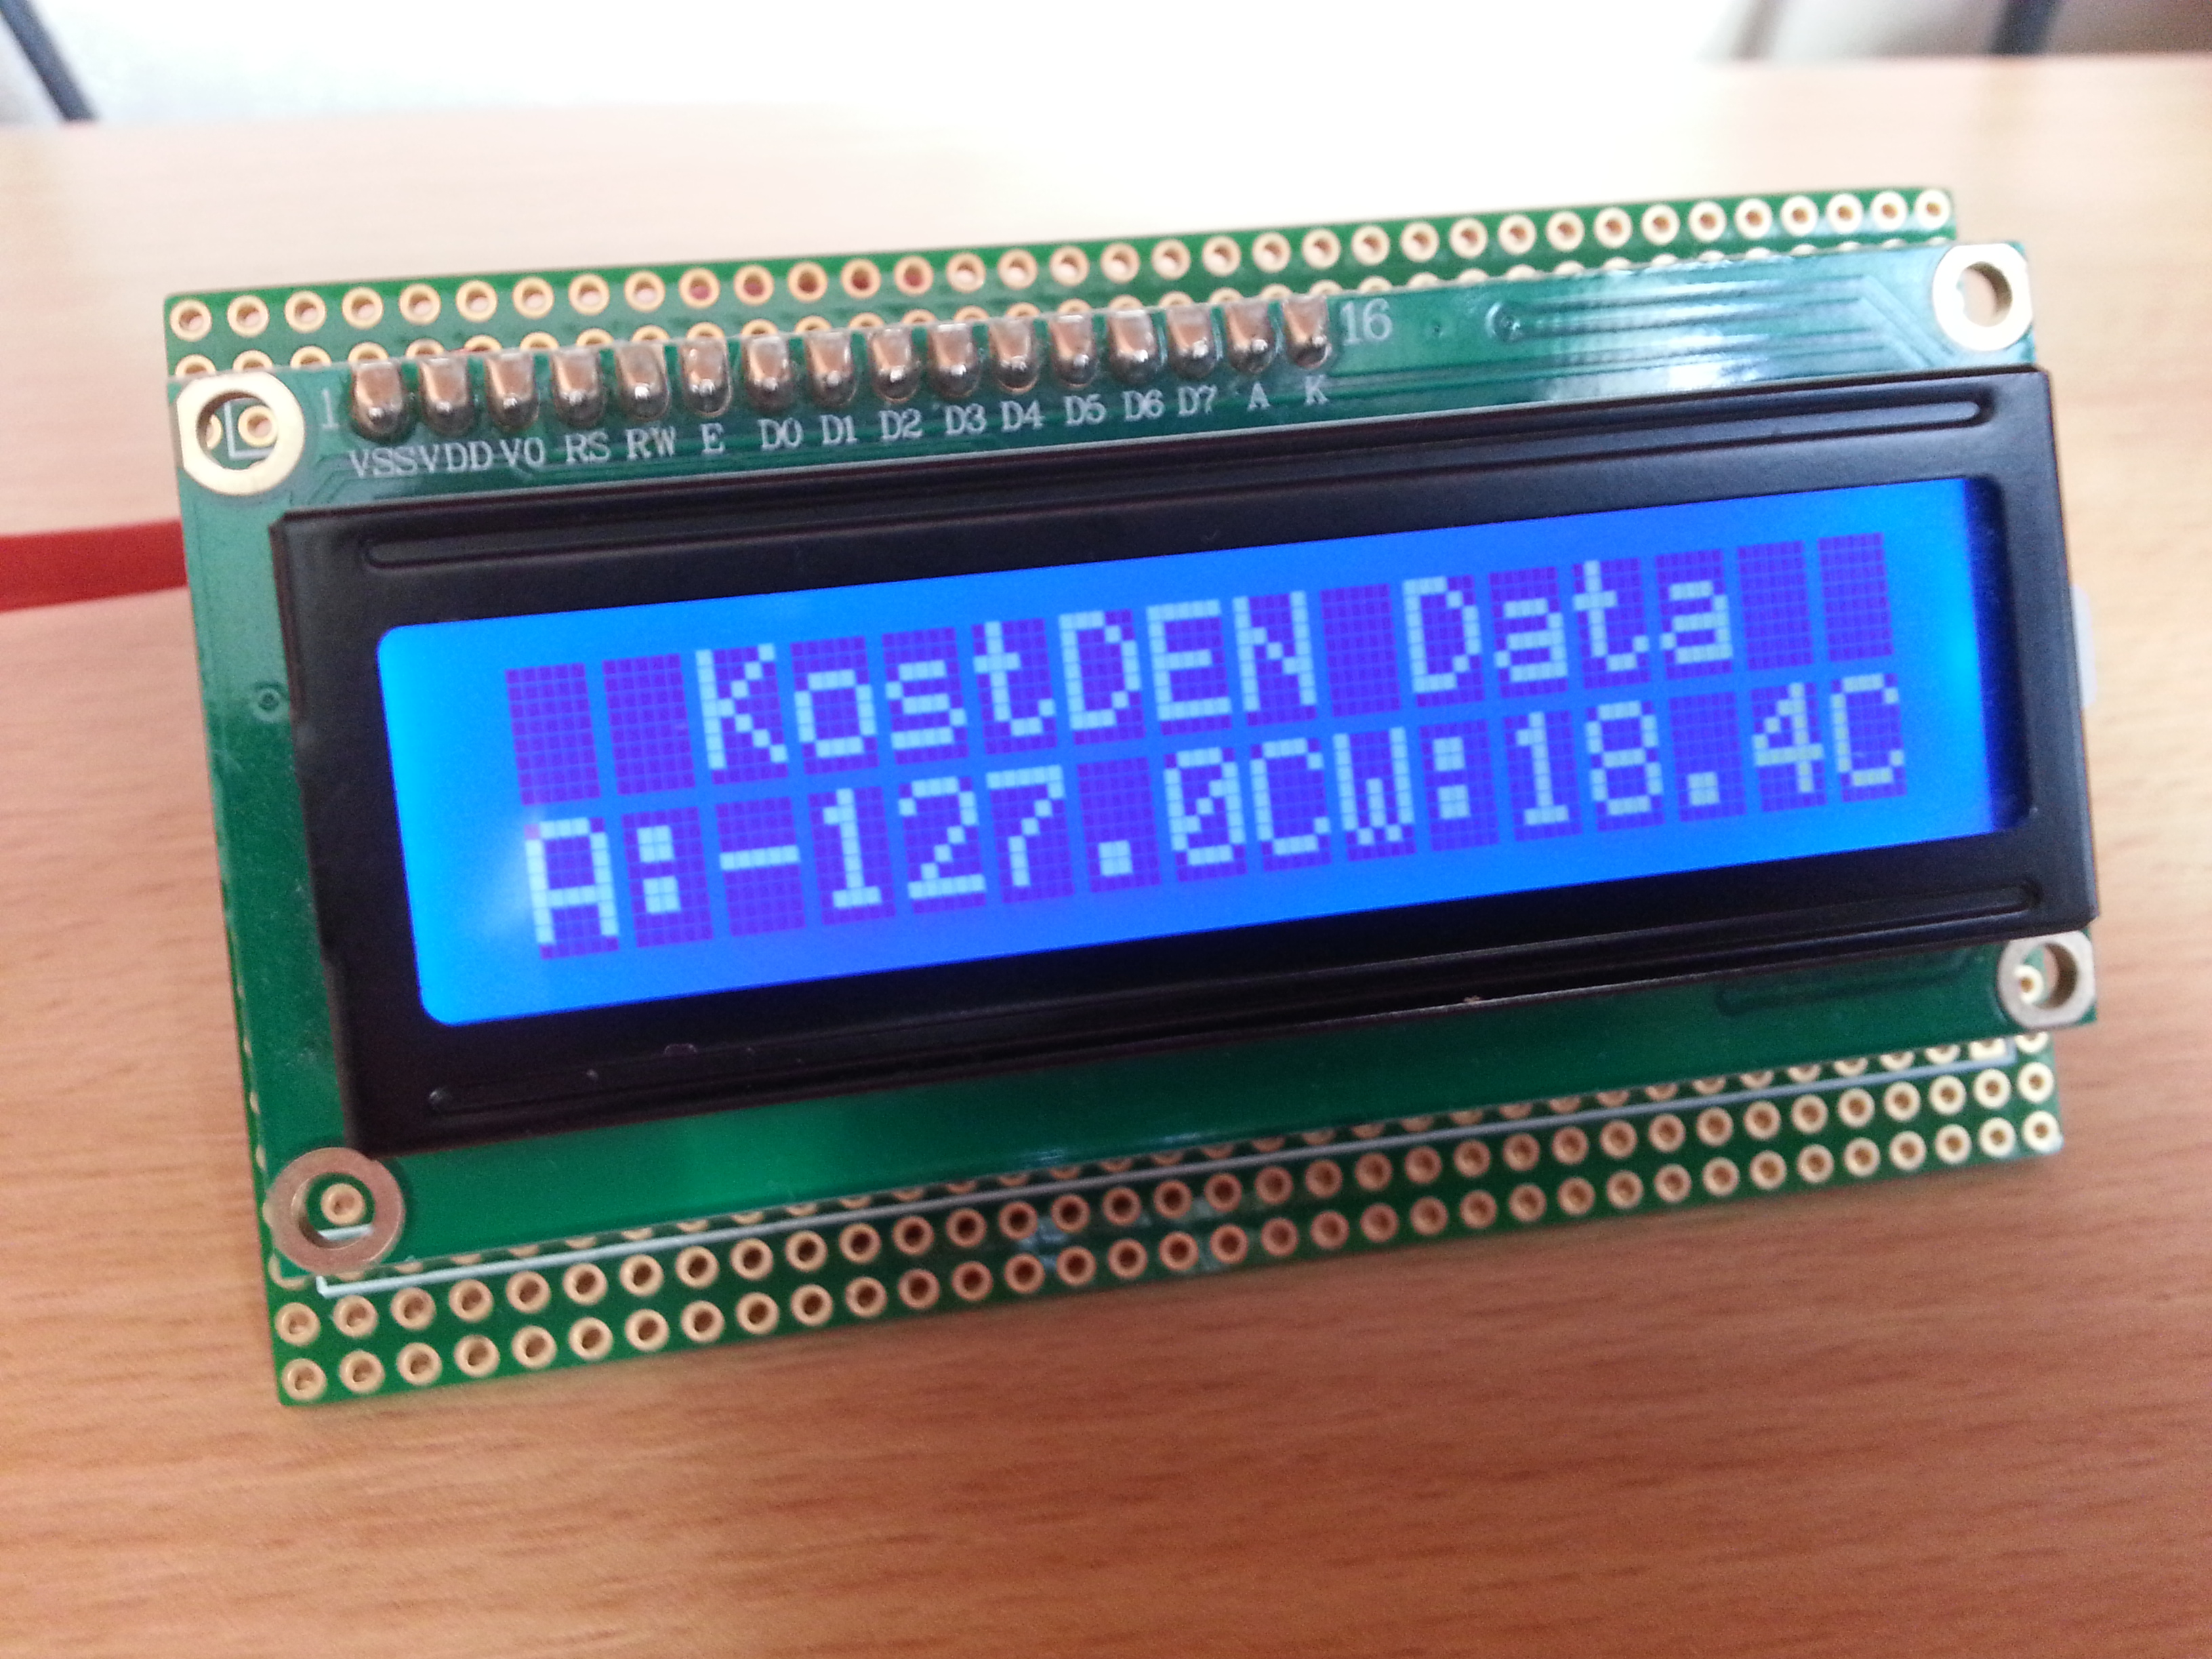 1 16
VSS VDD V0 RS RW E D0 D1 D2 D3 D4 D5 D6 D7 A K
KostDEN Data
A:-127.0CW:18.4C